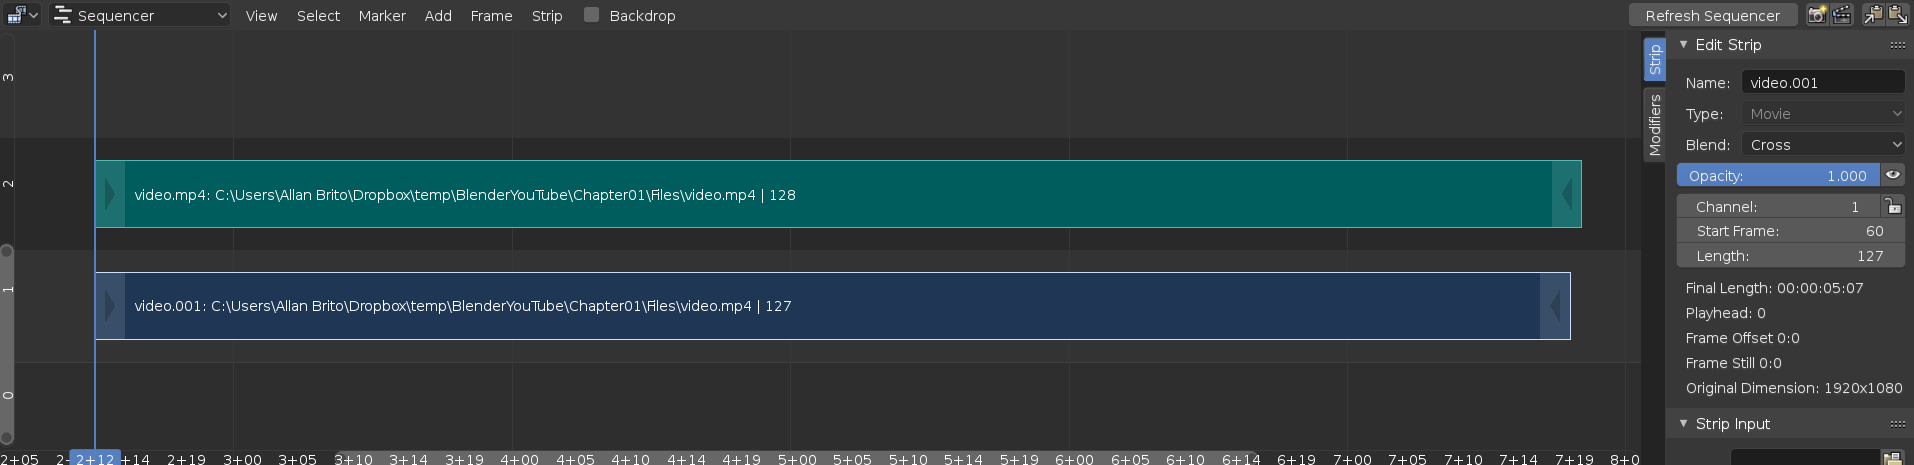 Sequencer View Select Marker Add Frame Strip Backdrop Refresh Sequencer
3
2
1
0
video.mp4: C:\Users\Allan Brito\Dropbox\temp\BlenderYouTube\Chapter01\Files\video.mp4 | 128
video.001: C:\Users\Allan Brito\Dropbox\temp\BlenderYouTube\Chapter01\Files\video.mp4 | 127
2+05 2+12 +14 2+19 3+00 3+05 3+10 3+14 3+19 4+00 4+05 4+10 4+14 4+19 5+00 5+05 5+10 5+14 5+19 6+00 6+05 6+10 6+14 6+19 7+00 7+05 7+10 7+14 7+19 8+0
Strip
Modifiers
Edit Strip
Name: video.001
Type: Movie
Blend: Cross
Opacity: 1.000
Channel: 1
Start Frame: 60
Length: 127
Final Length: 00:00:05:07
Playhead: 0
Frame Offset 0:0
Frame Still 0:0
Original Dimension: 1920x1080
Strip Input